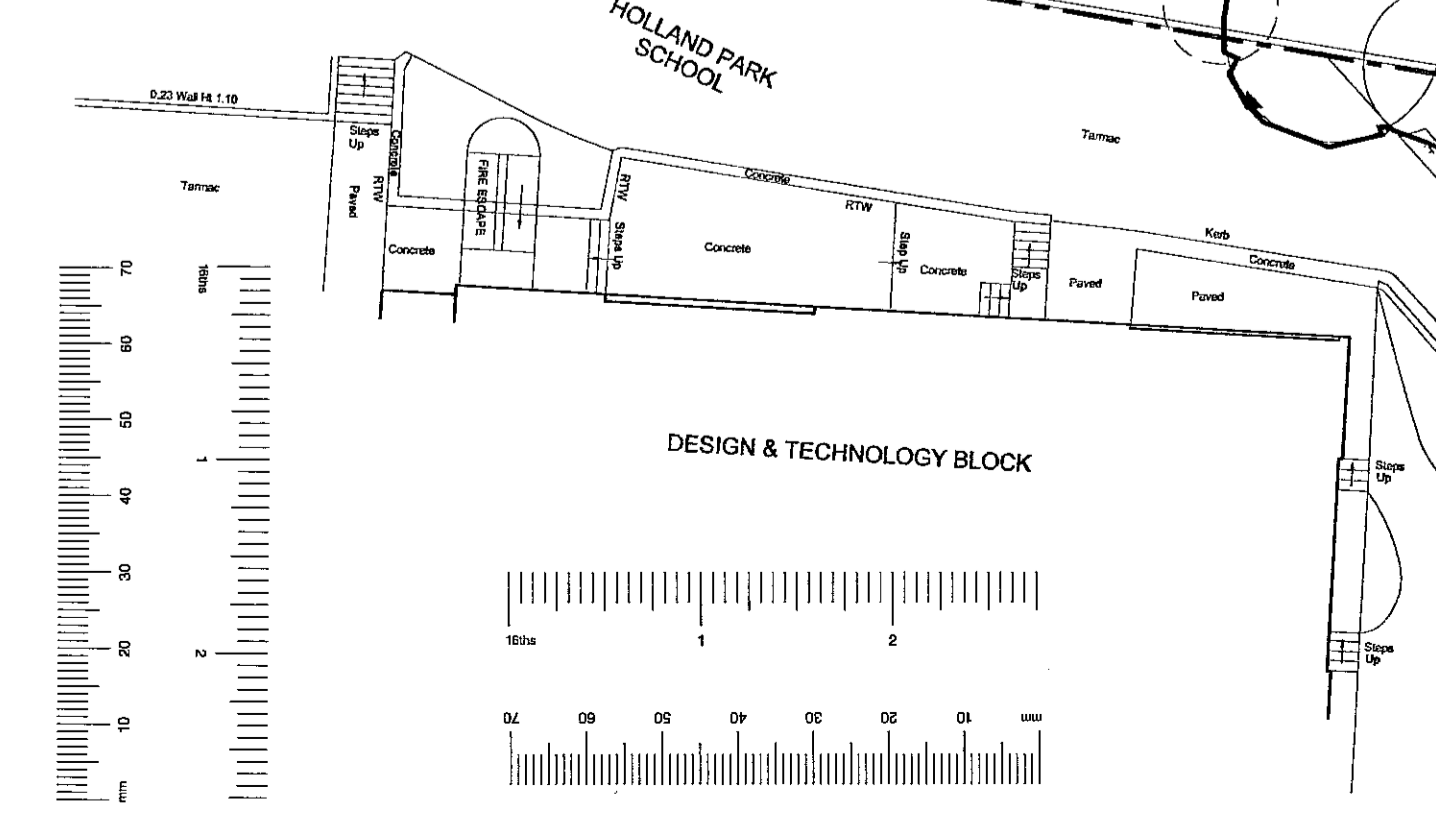 HOLLAND PARK
SCHOOL
0.23 Wall Ht 1.10
Steps
Up
Concrete
Tarmac
Paved
RTW
FIRE ESCAPE
Concrete
RTW
Steps Up
Concrete
Concrete
RTW
Step Up
Concrete
Steps
Up
Tarmac
Kerb
Concrete
Paved
Paved
70
60
50
40
30
20
10
mm
16ths
1
2
DESIGN & TECHNOLOGY BLOCK
Steps
Up
Steps
Up
16ths 1 2
70 60 50 40 30 20 10 mm